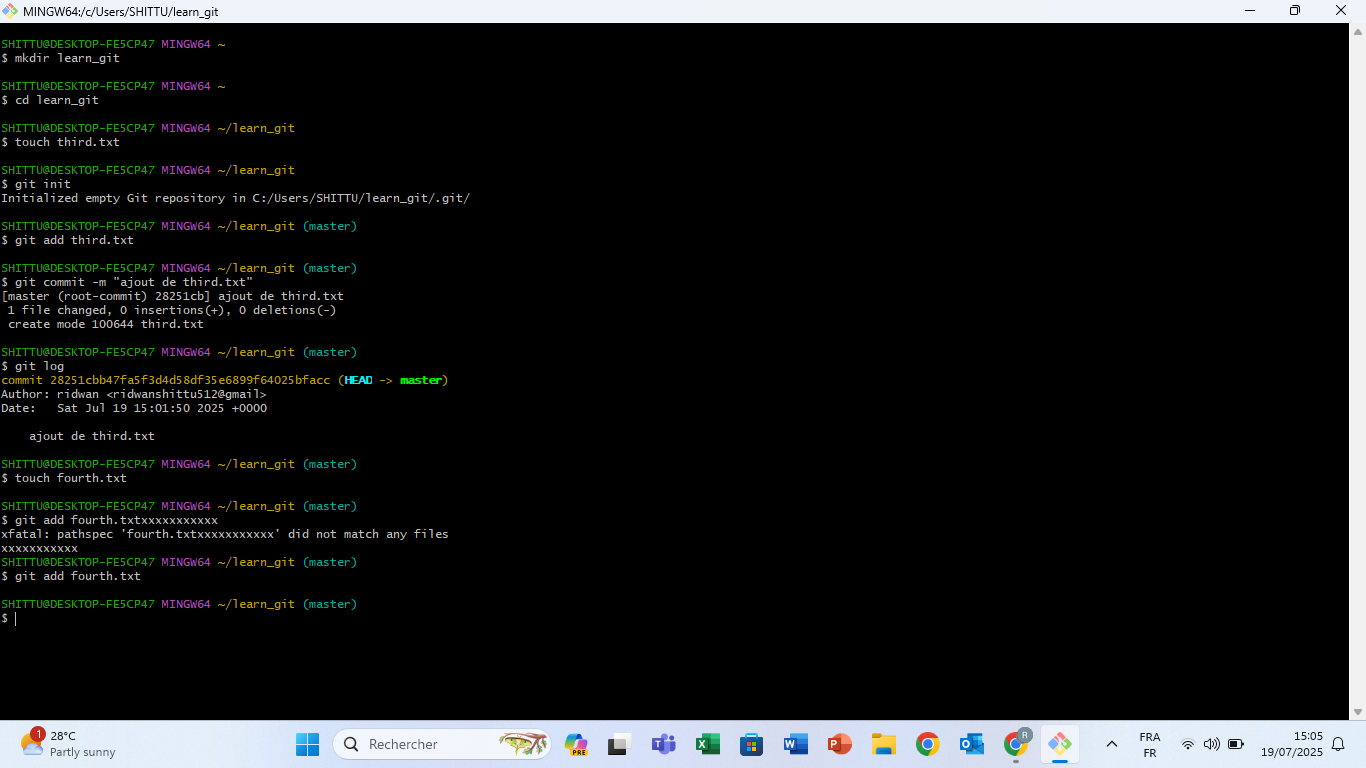 MINGW64:/c/Users/SHITTU/learn_git
SHITTU@DESKTOP-FE5CP47 MINGW64 ~
$ mkdir learn_git
SHITTU@DESKTOP-FE5CP47 MINGW64 ~
$ cd learn_git
SHITTU@DESKTOP-FE5CP47 MINGW64 ~/learn_git
$ touch third.txt
SHITTU@DESKTOP-FE5CP47 MINGW64 ~/learn_git
$ git init
Initialized empty Git repository in C:/Users/SHITTU/learn_git/.git/
SHITTU@DESKTOP-FE5CP47 MINGW64 ~/learn_git (master)
$ git add third.txt
SHITTU@DESKTOP-FE5CP47 MINGW64 ~/learn_git (master)
$ git commit -m "ajout de third.txt"
[master (root-commit) 28251cb] ajout de third.txt
 1 file changed, 0 insertions(+), 0 deletions(-)
 create mode 100644 third.txt
SHITTU@DESKTOP-FE5CP47 MINGW64 ~/learn_git (master)
$ git log
commit 28251cbb47fa5f3d4d58df35e6899f64025bfacc (HEAD -> master)
Author: ridwan <ridwanshittu512@gmail>
Date:   Sat Jul 19 15:01:50 2025 +0000
    ajout de third.txt
SHITTU@DESKTOP-FE5CP47 MINGW64 ~/learn_git (master)
$ touch fourth.txt
SHITTU@DESKTOP-FE5CP47 MINGW64 ~/learn_git (master)
$ git add fourth.txtxxxxxxxxxxx
xfatal: pathspec 'fourth.txtxxxxxxxxxxx' did not match any files
xxxxxxxxxxx
SHITTU@DESKTOP-FE5CP47 MINGW64 ~/learn_git (master)
$ git add fourth.txt
SHITTU@DESKTOP-FE5CP47 MINGW64 ~/learn_git (master)
$
1
28°C
Partly sunny
Rechercher
PRE
R
FRA
FR
15:05
19/07/2025